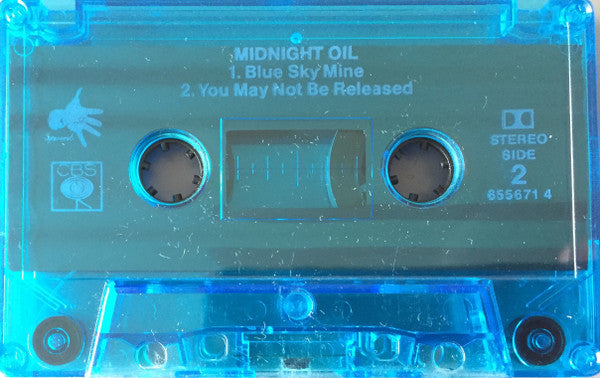 MIDNIGHT OIL
1. Blue Sky Mine
2. You May Not Be Released
CBS
STEREO
SIDE
2
655671 4